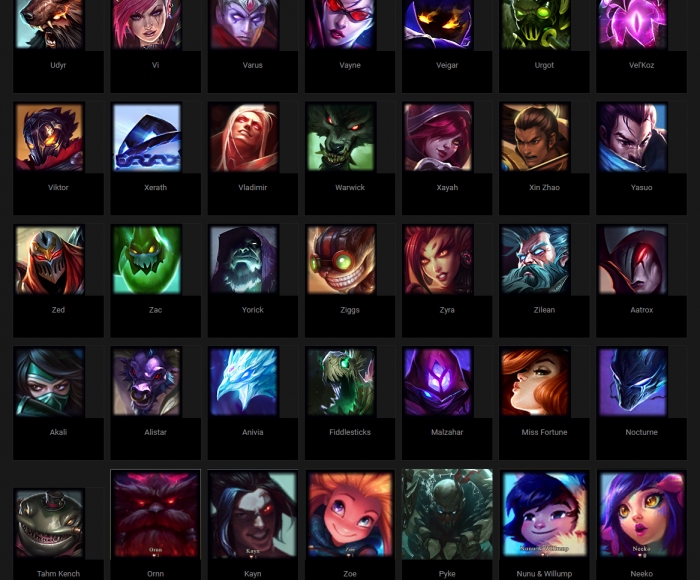 Udyr
Vi
Varus
Vayne
Veigar
Urgot
Vel'Koz
Viktor
Xerath
Vladimir
Warwick
Xayah
Xin Zhao
Yasuo
Zed
Zac
Yorick
Ziggs
Zyra
Zilean
Aatrox
Akali
Alistar
Anivia
Fiddlesticks
Malzahar
Miss Fortune
Nocturne
Ornn
Kayn
Zoe
Nunu & Willump
Neeko
Tahm Kench
Ornn
Kayn
Zoe
Pyke
Nunu & Willump
Neeko